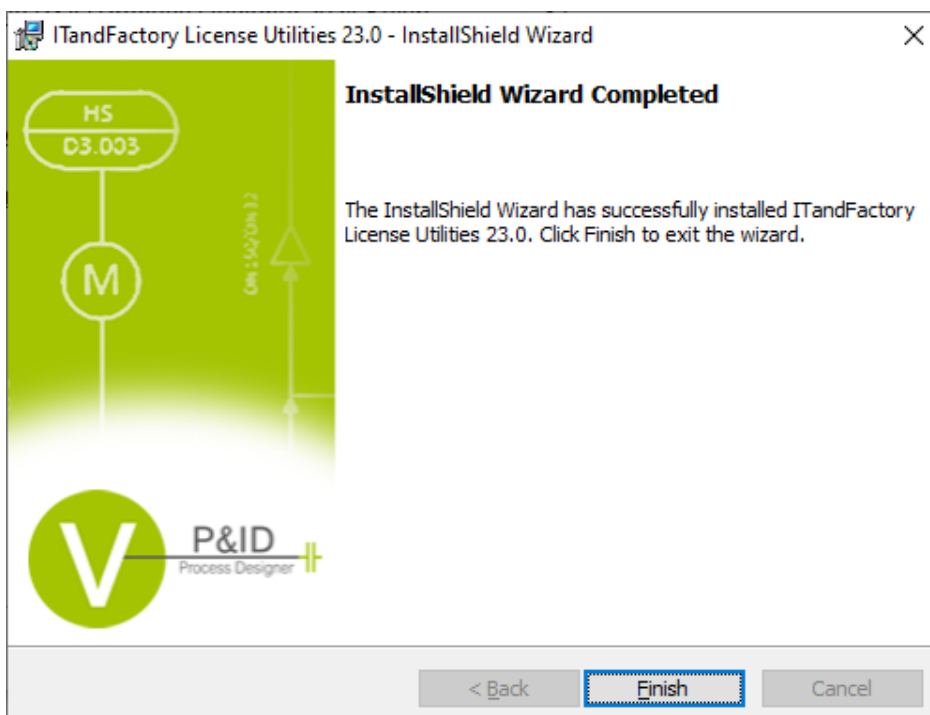 ITandFactory License Utilities 23.0 - InstallShield Wizard
InstallShield Wizard Completed
HS
D3.003
The InstallShield Wizard has successfully installed ITandFactory
License Utilities 23.0. Click Finish to exit the wizard.
M
V
P&ID
Process Designer
< Back
Finish
Cancel